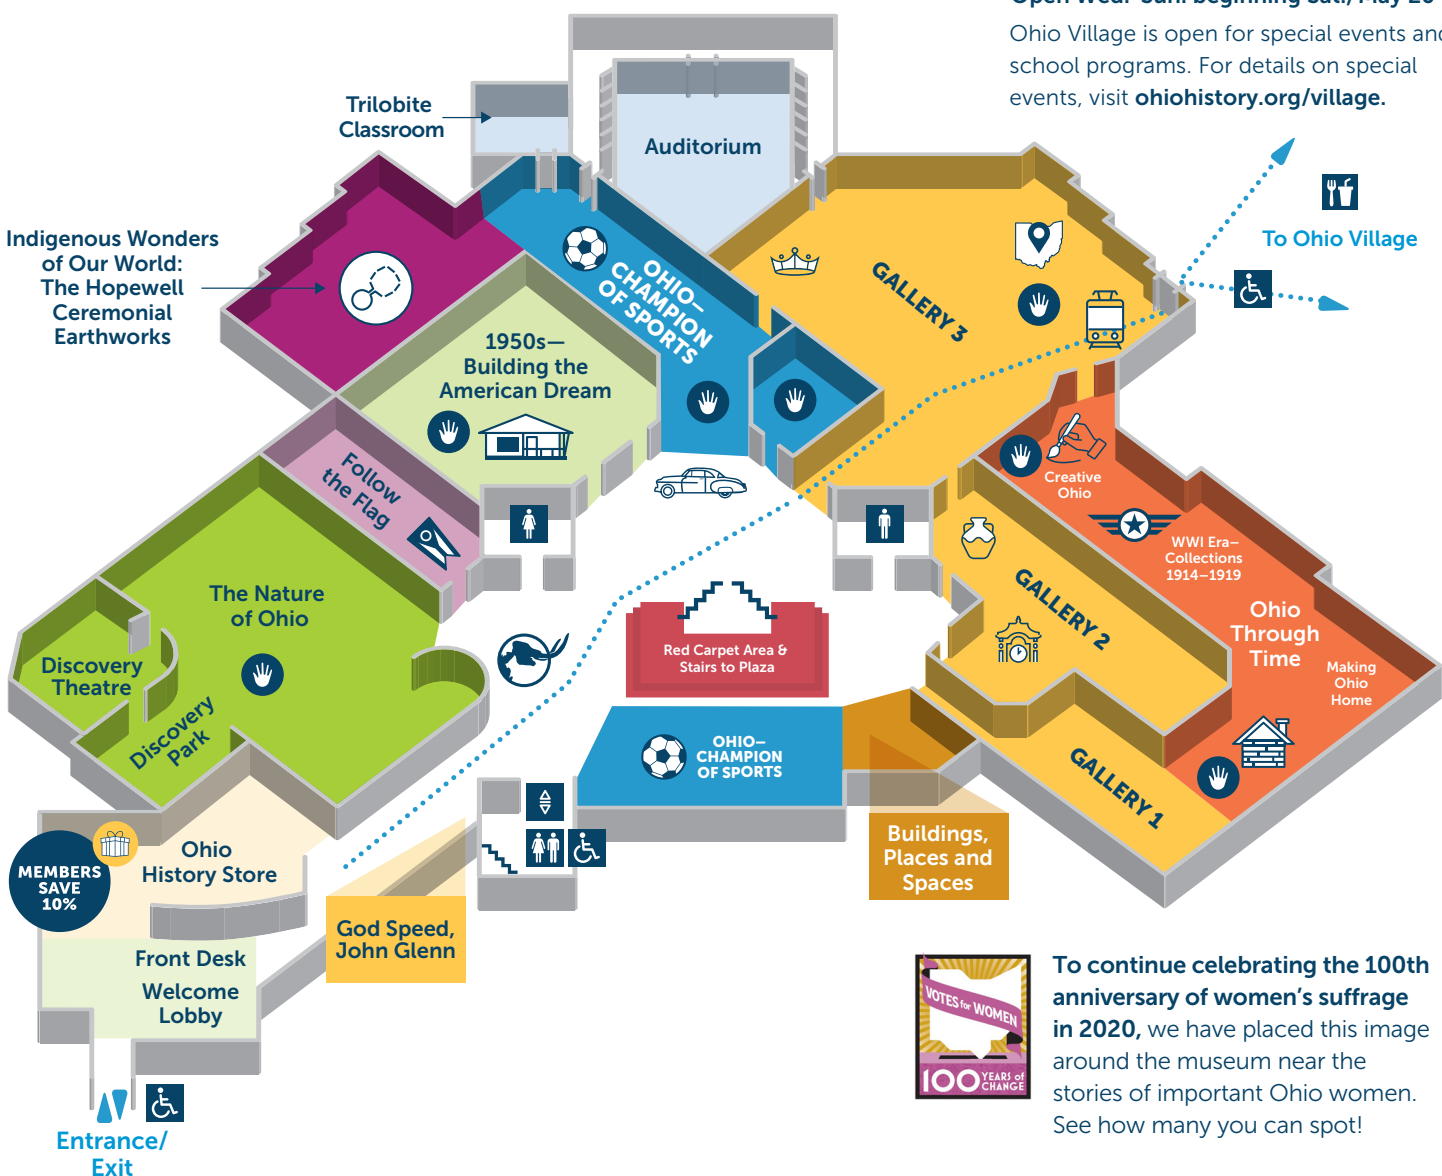 Open Wed.–Sun. beginning Sat., May 28
Ohio Village is open for special events and
school programs. For details on special
events, visit ohiohistory.org/village.
Trilobite
Classroom
Auditorium
To Ohio Village
Indigenous Wonders
of Our World:
The Hopewell
Ceremonial
Earthworks
OHIO–
CHAMPION
OF SPORTS
GALLERY 3
1950s—
Building the
American Dream
Follow
the Flag
Creative
Ohio
WWI Era–
Collections
1914–1919
The Nature
of Ohio
GALLERY 2
Ohio
Through
Time
Red Carpet Area &
Stairs to Plaza
Discovery
Theatre
Making
Ohio
Home
Discovery
Park
OHIO–
CHAMPION
OF SPORTS
GALLERY 1
Buildings,
Places and
Spaces
Ohio
History Store
MEMBERS
SAVE
10%
God Speed,
John Glenn
Front Desk
Welcome
Lobby
Entrance/
Exit
VOTES for WOMEN
100 YEARS of
CHANGE
To continue celebrating the 100th
anniversary of women's suffrage
in 2020, we have placed this image
around the museum near the
stories of important Ohio women.
See how many you can spot!